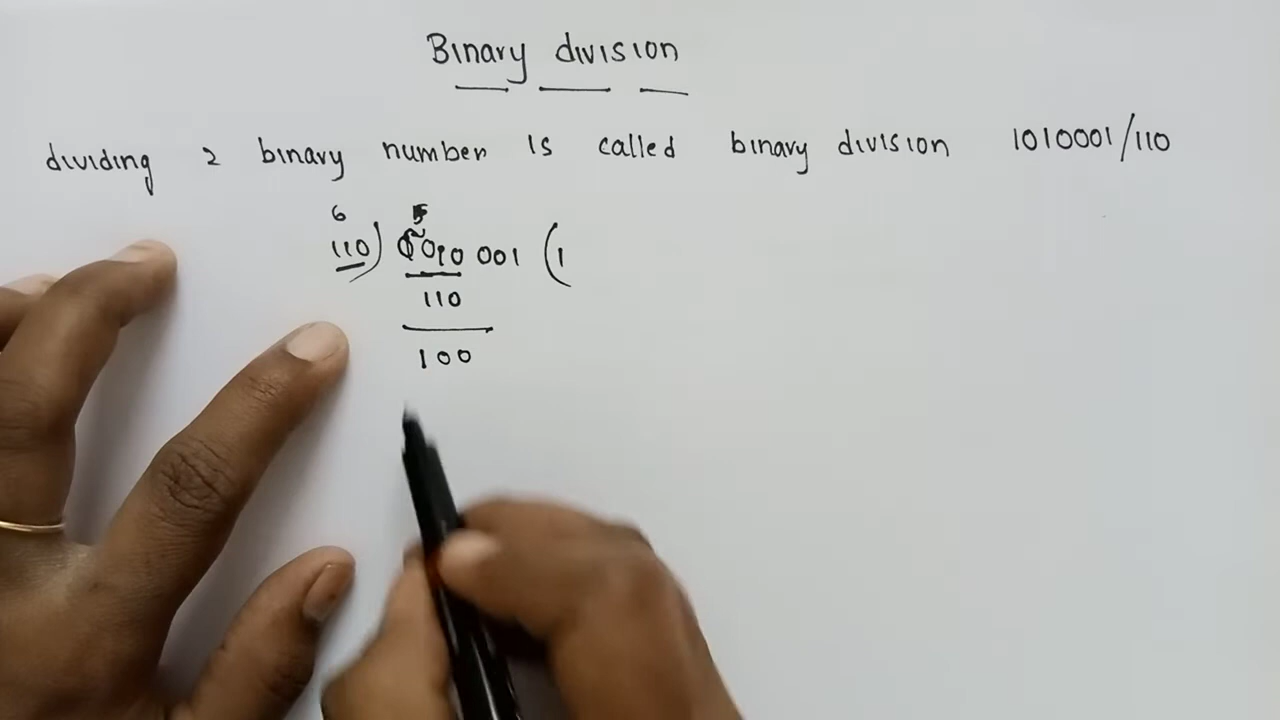 Binary division
dividing 2 binary number is called binary division 1010001/110
6 5
110) 1010 001 (1
110
100